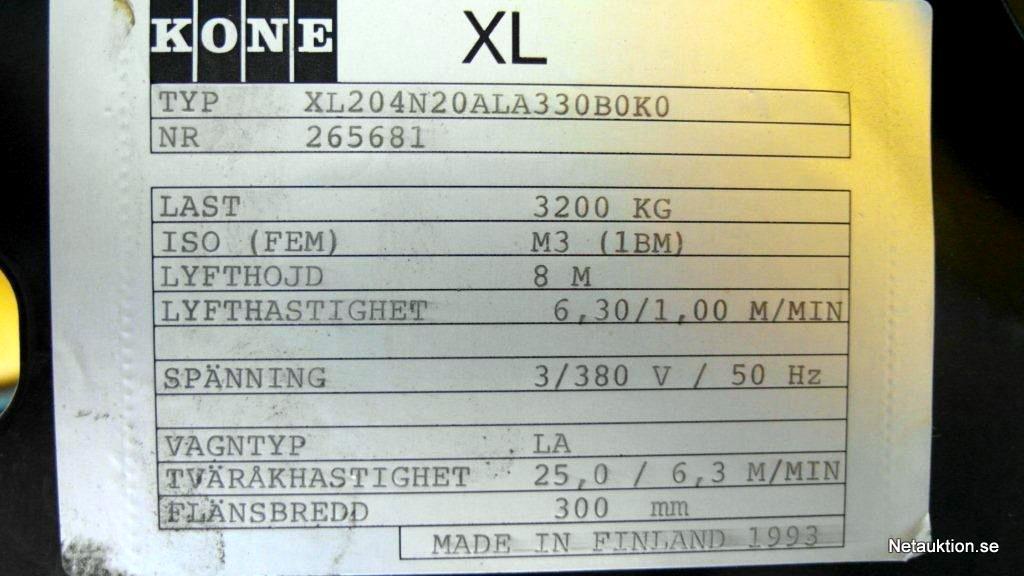 KONE XL
TYP XL204N20ALA330B0K0
NR 265681
LAST 3200 KG
ISO (FEM) M3 (1BM)
LYFTHOJD 8 M
LYFTHASTIGHET 6,30/1,00 M/MIN
SPÄNNING 3/380 V / 50 Hz
VAGNTYP LA
TVÄRÅKHASTIGHET 25,0 / 6,3 M/MIN
FLÄNSBREDD 300 mm
MADE IN FINLAND 1993
Netauktion.se